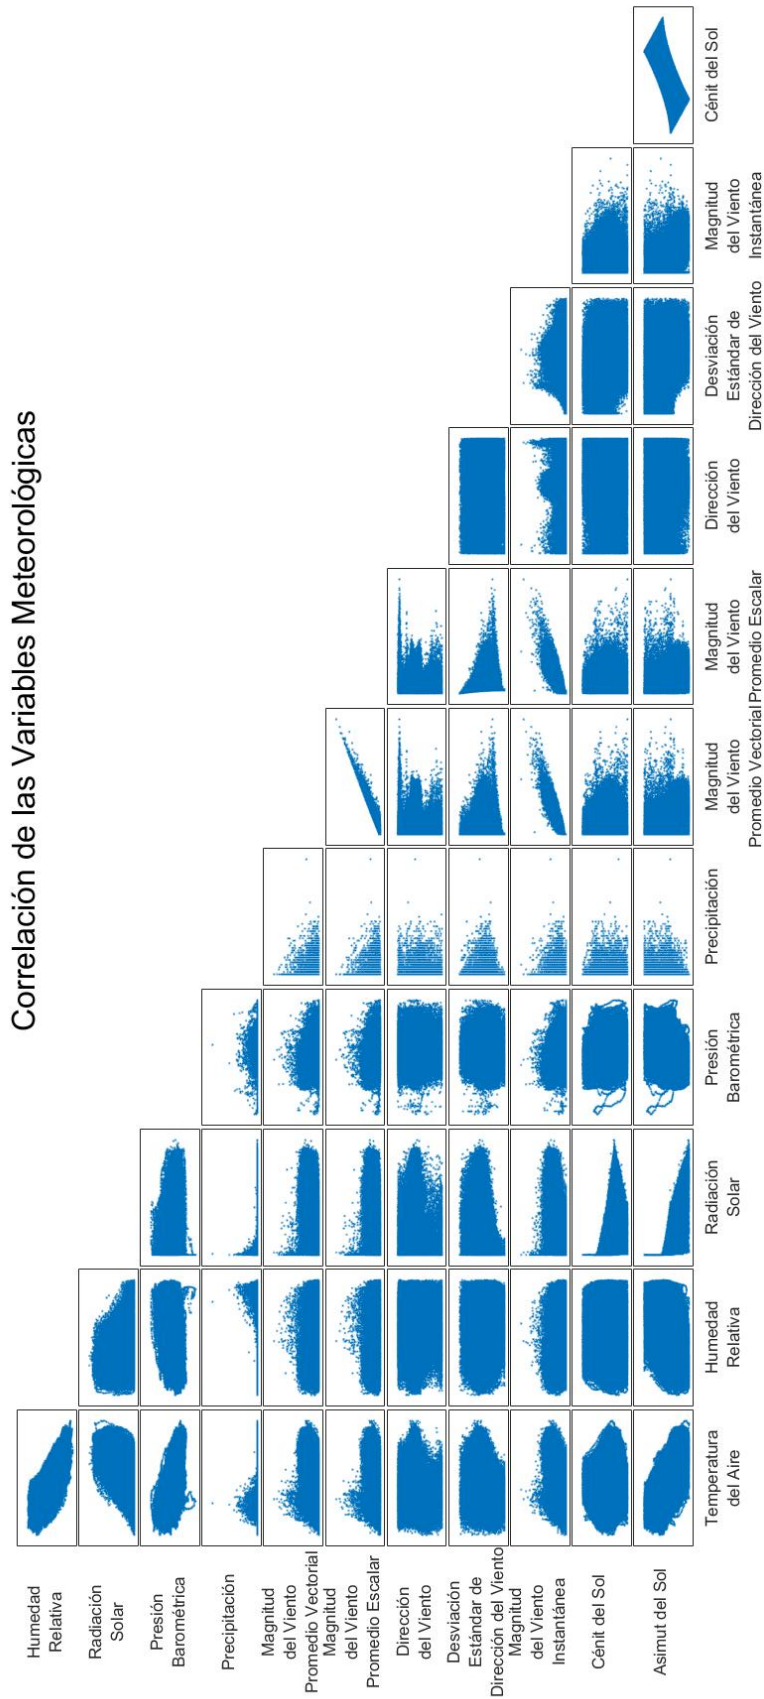 Correlación de las Variables Meteorológicas
Humedad
Relativa
Radiación
Solar
Presión
Barométrica
Precipitación
Magnitud
del Viento
Promedio Vectorial
Magnitud
del Viento
Promedio Escalar
Dirección
del Viento
Desviación
Estándar de
Dirección del Viento
Magnitud
del Viento
Instantánea
Cénit del Sol
Asimut del Sol
Temperatura
del Aire
Humedad
Relativa
Radiación
Solar
Presión
Barométrica
Precipitación
Magnitud
del Viento
Promedio Vectorial
Magnitud
del Viento
Promedio Escalar
Dirección
del Viento
Desviación
Estándar de
Dirección del Viento
Magnitud
del Viento
Instantánea
Cénit del Sol